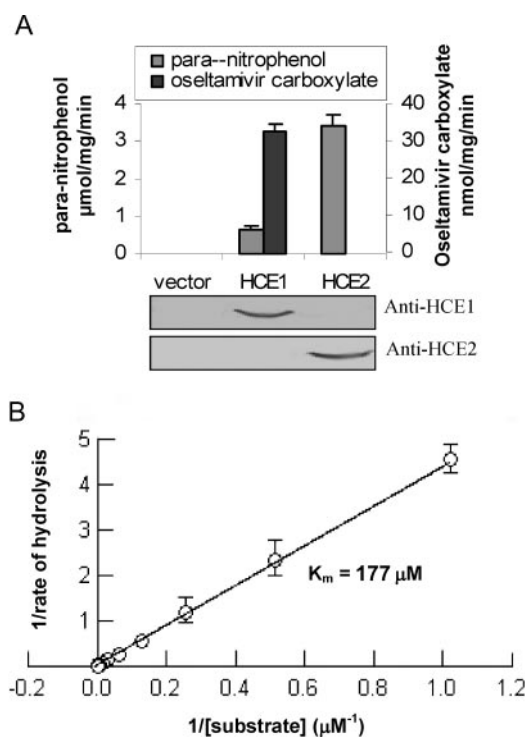 A
para--nitrophenol
oseltamivir carboxylate
para-nitrophenol
μmol/mg/min
4
3
2
1
0
Oseltamivir carboxylate
nmol/mg/min
40
30
20
10
0
vector HCE1 HCE2
Anti-HCE1
Anti-HCE2
B
1/rate of hydrolysis
5
4
3
2
1
Km = 177 μM
-0.2 0.0 0.2 0.4 0.6 0.8 1.0 1.2
1/[substrate] (μM-1)